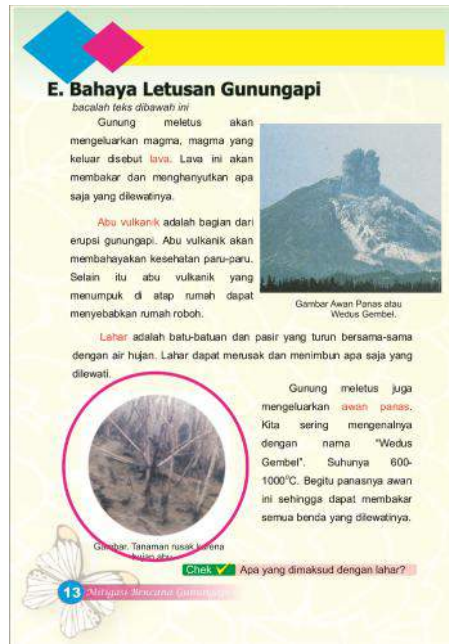 E. Bahaya Letusan Gunungapi
bacalah teks dibawah ini
Gunung meletus akan
mengeluarkan magma, magma yang
keluar disebut lava. Lava ini akan
membakar dan menghanyutkan apa
saja yang dilewatinya.
Abu vulkanik adalah bagian dari
erupsi gunungapi. Abu vulkanik akan
membahayakan kesehatan paru-paru.
Selain itu abu vulkanik yang
menumpuk di atap rumah dapat
menyebabkan rumah roboh.
Gambar Awan Panas atau
Wedus Gembel.
Lahar adalah batu-batuan dan pasir yang turun bersama-sama
dengan air hujan. Lahar dapat merusak dan menimbun apa saja yang
dilewati.
Gunung meletus juga
mengeluarkan awan panas.
Kita sering mengenalnya
dengan nama "Wedus
Gembel". Suhunya 600-
1000°C. Begitu panasnya awan
ini sehingga dapat membakar
semua benda yang dilewatinya.
Gambar. Tanaman rusak karena
hujan abu
Chek ✓ Apa yang dimaksud dengan lahar?
13 Mitigasi Bencana Gunungapi